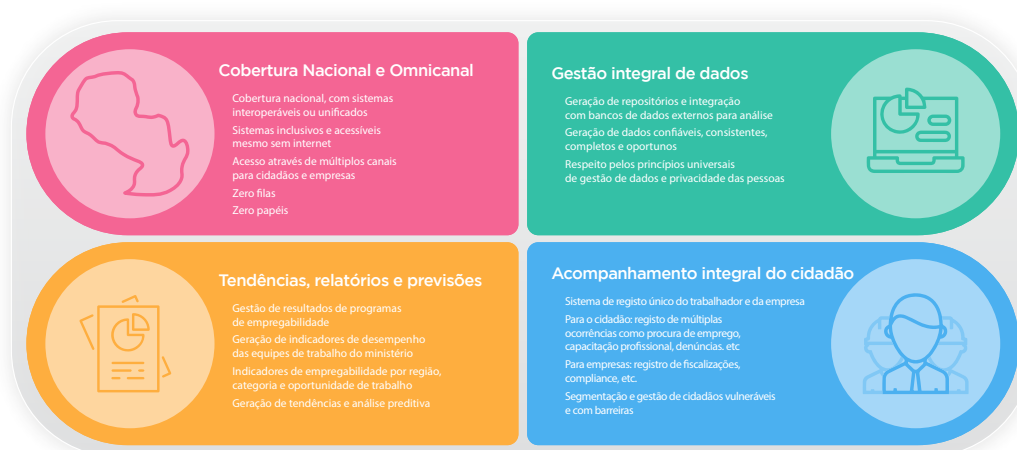 Cobertura Nacional e Omnicanal
Cobertura nacional, com sistemas
interoperáveis ou unificados
Sistemas inclusivos e acessíveis
mesmo sem internet
Acesso através de múltiplos canais
para cidadãos e empresas
Zero filas
Zero papéis
Gestão integral de dados
Geração de repositórios e integração
com bancos de dados externos para análise
Geração de dados confiáveis, consistentes,
completos e oportunos
Respeito pelos princípios universais
de gestão de dados e privacidade das pessoas
Tendências, relatórios e previsões
Gestão de resultados de programas
de empregabilidade
Geração de indicadores de desempenho
das equipes de trabalho do ministério
Indicadores de empregabilidade por região,
categoria e oportunidade de trabalho
Geração de tendências e análise preditiva
Acompanhamento integral do cidadão
Sistema de registo único do trabalhador e da empresa
Para o cidadão: registo de múltiplas
ocorrências como procura de emprego,
capacitação profissional, denúncias. etc
Para empresas: registro de fiscalizações,
compliance, etc.
Segmentação e gestão de cidadãos vulneráveis
e com barreiras